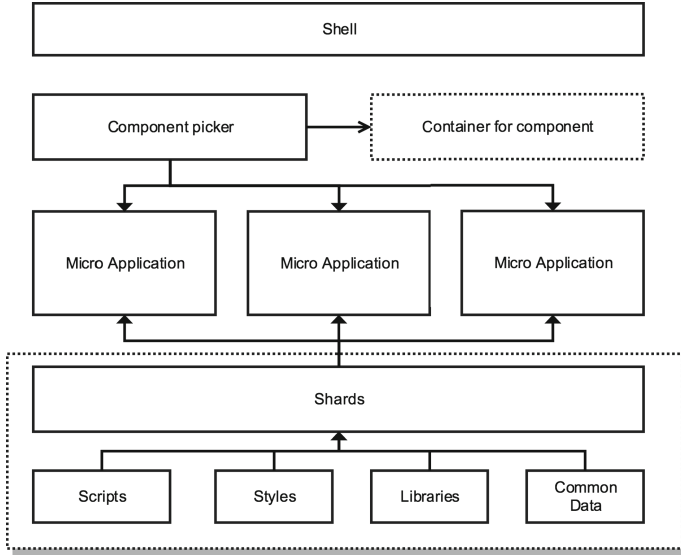 Shell
Component picker
Container for component
Micro Application
Micro Application
Micro Application
Shards
Scripts
Styles
Libraries
Common
Data